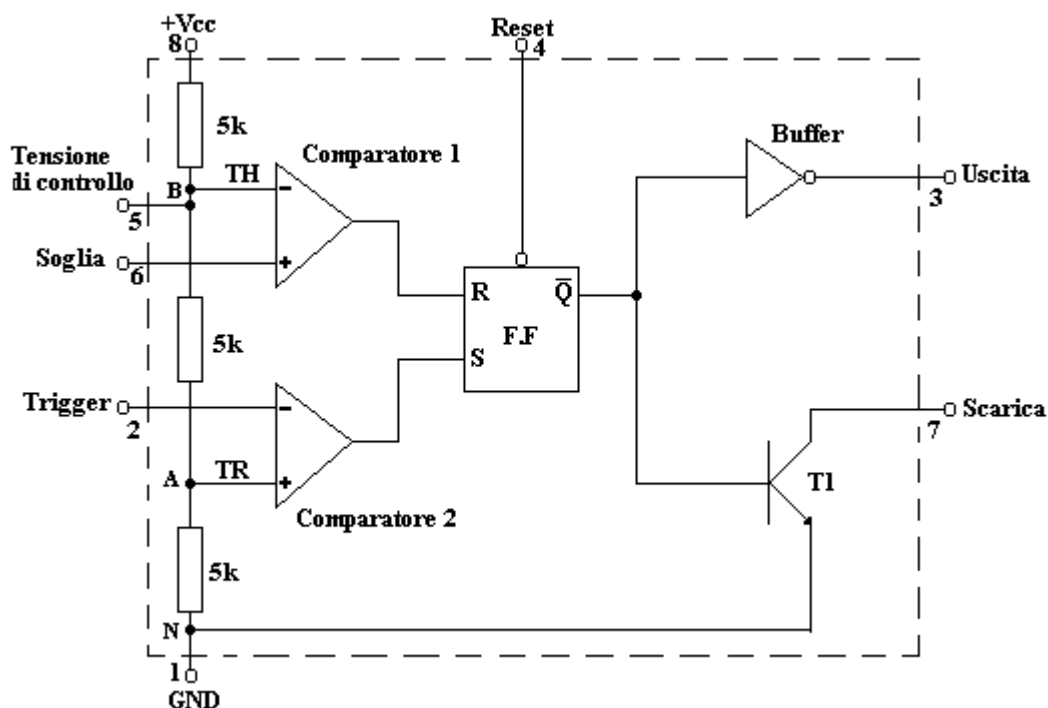 +Vcc
8
Reset
4
5k
Buffer
Tensione
di controllo
Comparatore 1
B
TH
-
5
Uscita
3
Soglia
6
+
R
Q̅
F.F
5k
S
Trigger
2
-
Scarica
7
A
TR
+
T1
Comparatore 2
5k
N
1
GND